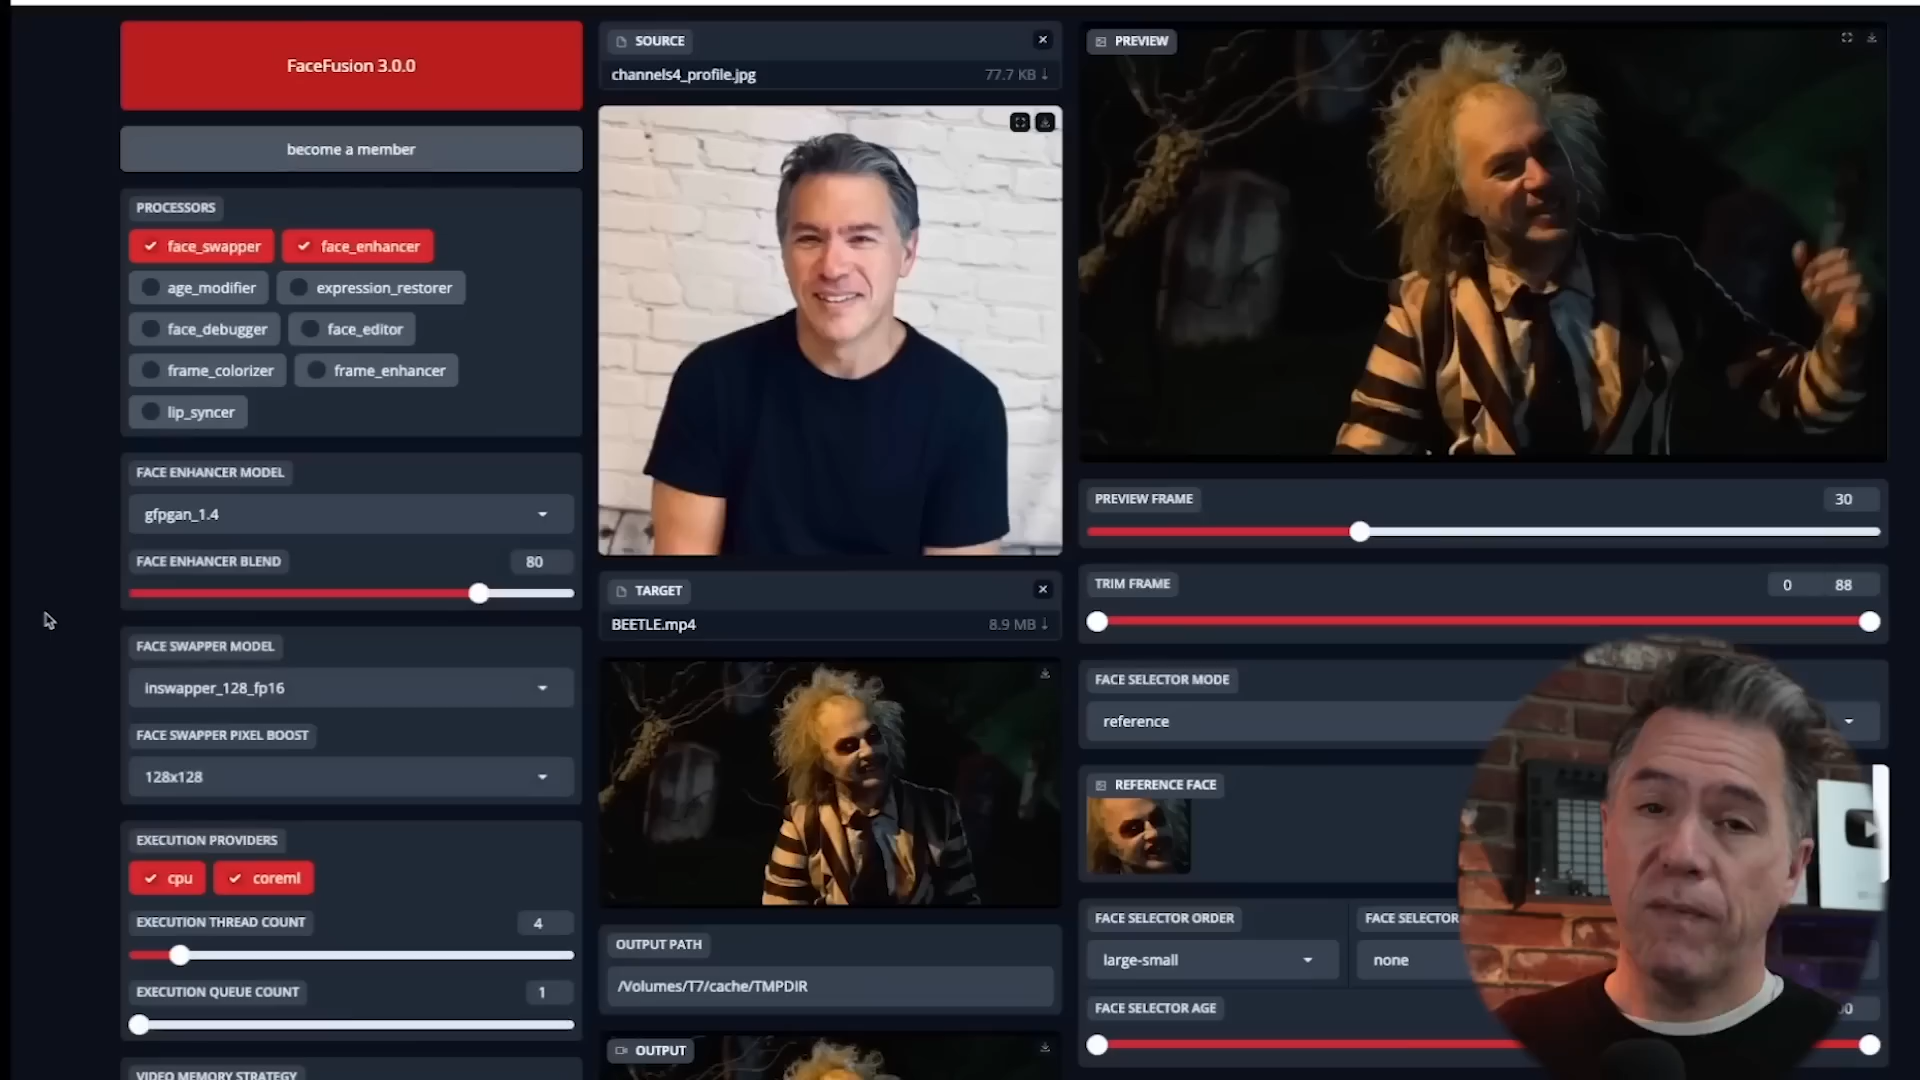 FaceFusion 3.0.0
become a member
PROCESSORS
face_swapper
face_enhancer
age_modifier
expression_restorer
face_debugger
face_editor
frame_colorizer
frame_enhancer
lip_syncer
FACE ENHANCER MODEL
gfpgan_1.4
FACE ENHANCER BLEND
80
FACE SWAPPER MODEL
inswapper_128_fp16
FACE SWAPPER PIXEL BOOST
128x128
EXECUTION PROVIDERS
cpu
coreml
EXECUTION THREAD COUNT
4
EXECUTION QUEUE COUNT
1
VIDEO MEMORY STRATEGY
SOURCE
channels4_profile.jpg
77.7 KB ↓
TARGET
BEETLE.mp4
8.9 MB ↓
OUTPUT PATH
/Volumes/T7/cache/TMPDIR
OUTPUT
PREVIEW
PREVIEW FRAME
30
TRIM FRAME
0
88
FACE SELECTOR MODE
reference
REFERENCE FACE
FACE SELECTOR ORDER
large-small
FACE SELECTOR
none
FACE SELECTOR AGE